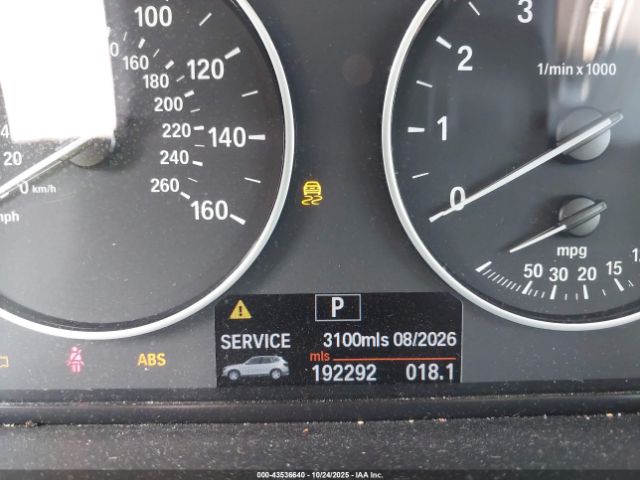 100
160
120
180
200
220
140
240
260
160
20
0 km/h
mph
3
2
1/min x 1000
1
0
mpg
50 30 20 15
P
SERVICE 3100mls 08/2026
mls
192292 018.1
ABS
000-43536640 - 10/24/2025 - IAA Inc.